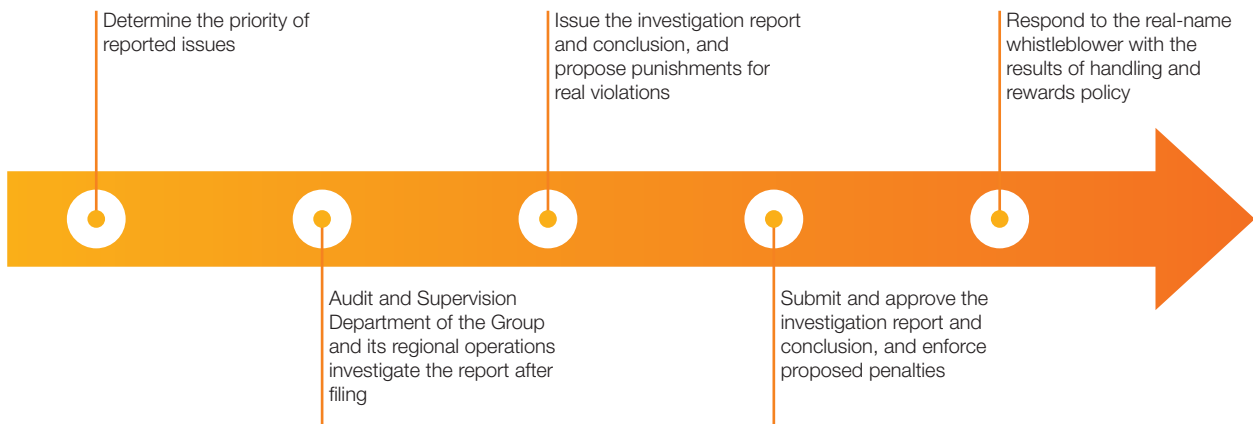 Determine the priority of
reported issues
Audit and Supervision
Department of the Group
and its regional operations
investigate the report after
filing
Issue the investigation report
and conclusion, and
propose punishments for
real violations
Submit and approve the
investigation report and
conclusion, and enforce
proposed penalties
Respond to the real-name
whistleblower with the
results of handling and
rewards policy